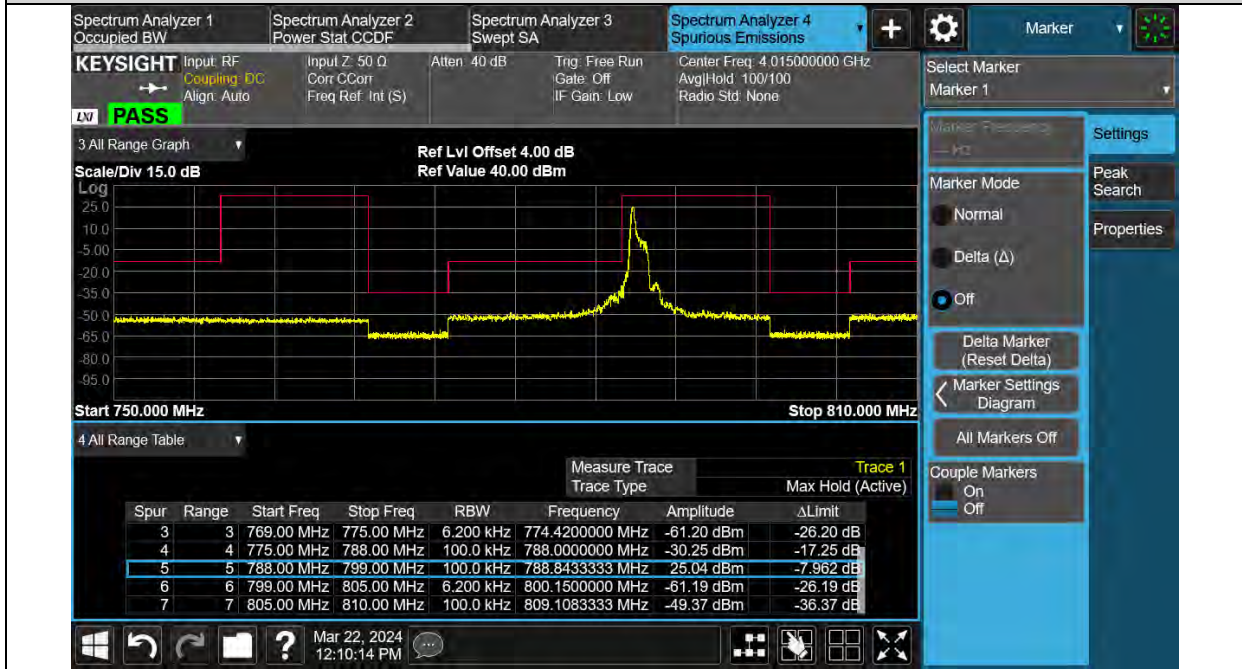 Spectrum Analyzer 1
Occupied BW
Spectrum Analyzer 2
Power Stat CCDF
Spectrum Analyzer 3
Swept SA
Spectrum Analyzer 4
Spurious Emissions
Marker
KEYSIGHT
Input: RF
Coupling: DC
Align: Auto
Input Z: 50 Ω
Corr CCorr
Freq Ref: Int (S)
Atten: 40 dB
Trig: Free Run
Gate: Off
IF Gain: Low
Center Freq: 4.015000000 GHz
Avg|Hold: 100/100
Radio Std: None
LXI PASS
Select Marker
Marker 1
3 All Range Graph
Ref Lvl Offset 4.00 dB
Scale/Div 15.0 dB
Ref Value 40.00 dBm
Log
25.0
10.0
-5.00
-20.0
-35.0
-50.0
-65.0
-80.0
-95.0
Start 750.000 MHz
Stop 810.000 MHz
4 All Range Table
Measure Trace Trace 1
Trace Type Max Hold (Active)
Spur Range Start Freq Stop Freq RBW Frequency Amplitude ΔLimit
3 3 769.00 MHz 775.00 MHz 6.200 kHz 774.4200000 MHz -61.20 dBm -26.20 dB
4 4 775.00 MHz 788.00 MHz 100.0 kHz 788.0000000 MHz -30.25 dBm -17.25 dB
5 5 788.00 MHz 799.00 MHz 100.0 kHz 788.8433333 MHz 25.04 dBm -7.962 dB
6 6 799.00 MHz 805.00 MHz 6.200 kHz 800.1500000 MHz -61.19 dBm -26.19 dB
7 7 805.00 MHz 810.00 MHz 100.0 kHz 809.1083333 MHz -49.37 dBm -36.37 dB
Marker Frequency
--- Hz
Marker Mode
Normal
Delta (Δ)
Off
Delta Marker
(Reset Delta)
Marker Settings
Diagram
All Markers Off
Couple Markers
On
Off
Settings
Peak
Search
Properties
Mar 22, 2024
12:10:14 PM